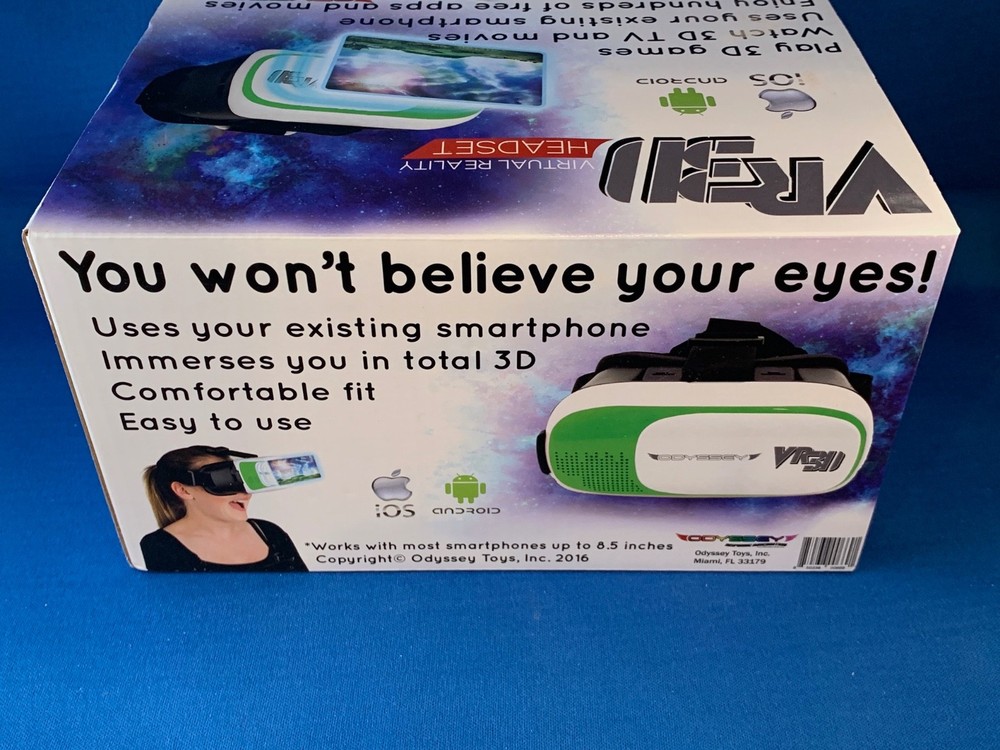 Enjoy hundreds of free apps an
Uses your existing smartphone
Watch 3D TV and movies
Play 3D games
iOS
ANDROID
VR3D
VIRTUAL REALITY
HEADSET
You won't believe your eyes!
Uses your existing smartphone
Immerses you in total 3D
Comfortable fit
Easy to use
ODYSSEY
VR3D
iOS
ANDROID
*Works with most smartphones up to 8.5 inches
Copyright© Odyssey Toys, Inc. 2016
ODYSSEY
Odyssey Toys, Inc.
Miami, FL 33179